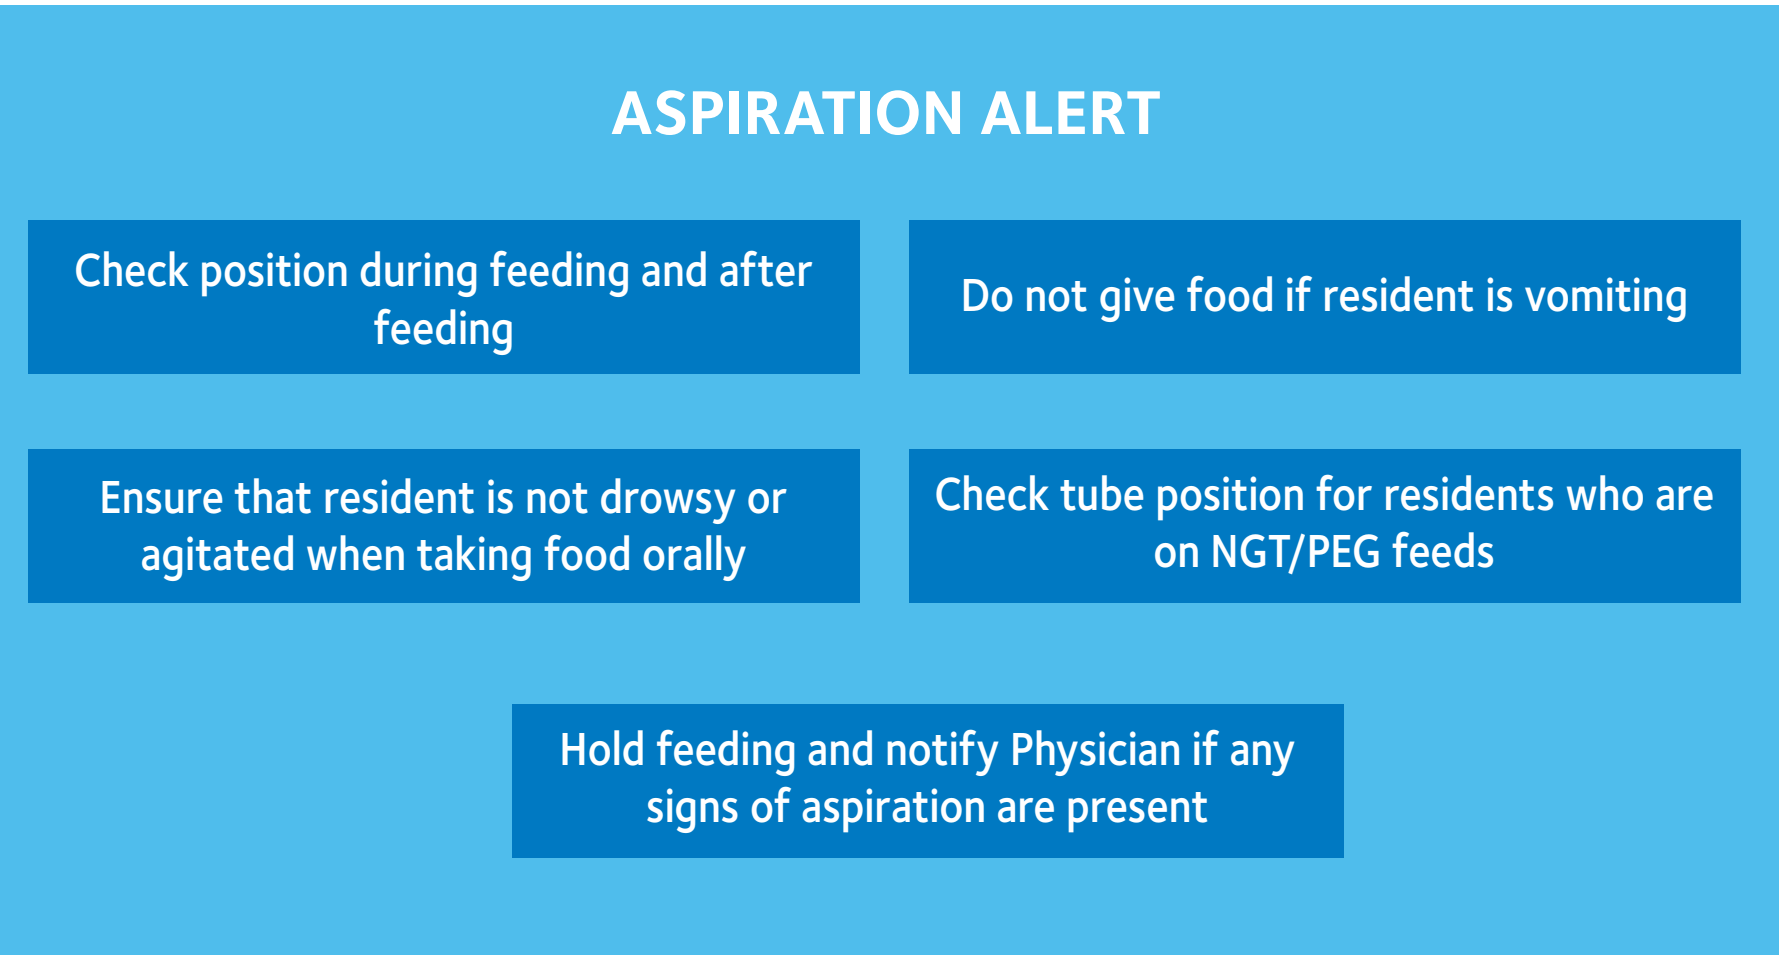 ASPIRATION ALERT
Check position during feeding and after
feeding
Do not give food if resident is vomiting
Ensure that resident is not drowsy or
agitated when taking food orally
Check tube position for residents who are
on NGT/PEG feeds
Hold feeding and notify Physician if any
signs of aspiration are present